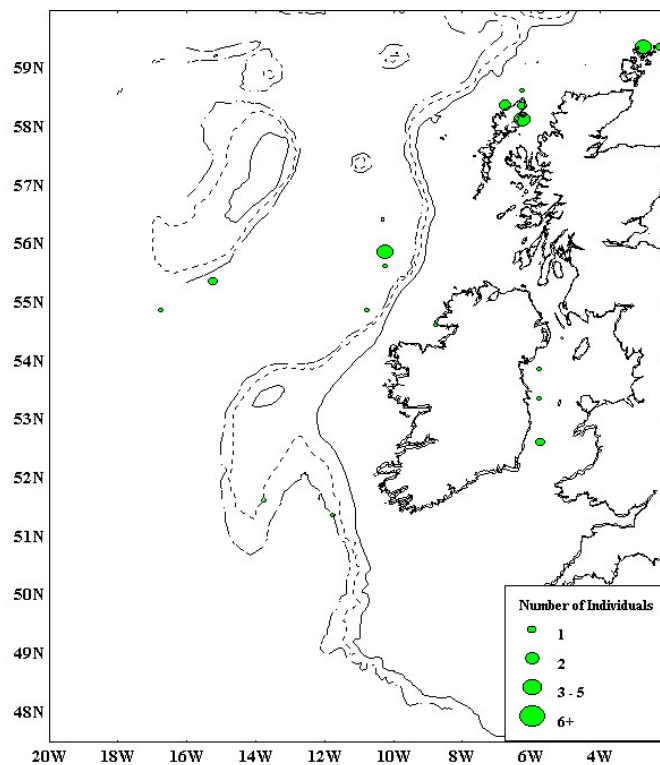 59N
58N
57N
56N
55N
54N
53N
52N
51N
50N
49N
48N
Number of Individuals
1
2
3 - 5
6+
20W 18W 16W 14W 12W 10W 8W 6W 4W